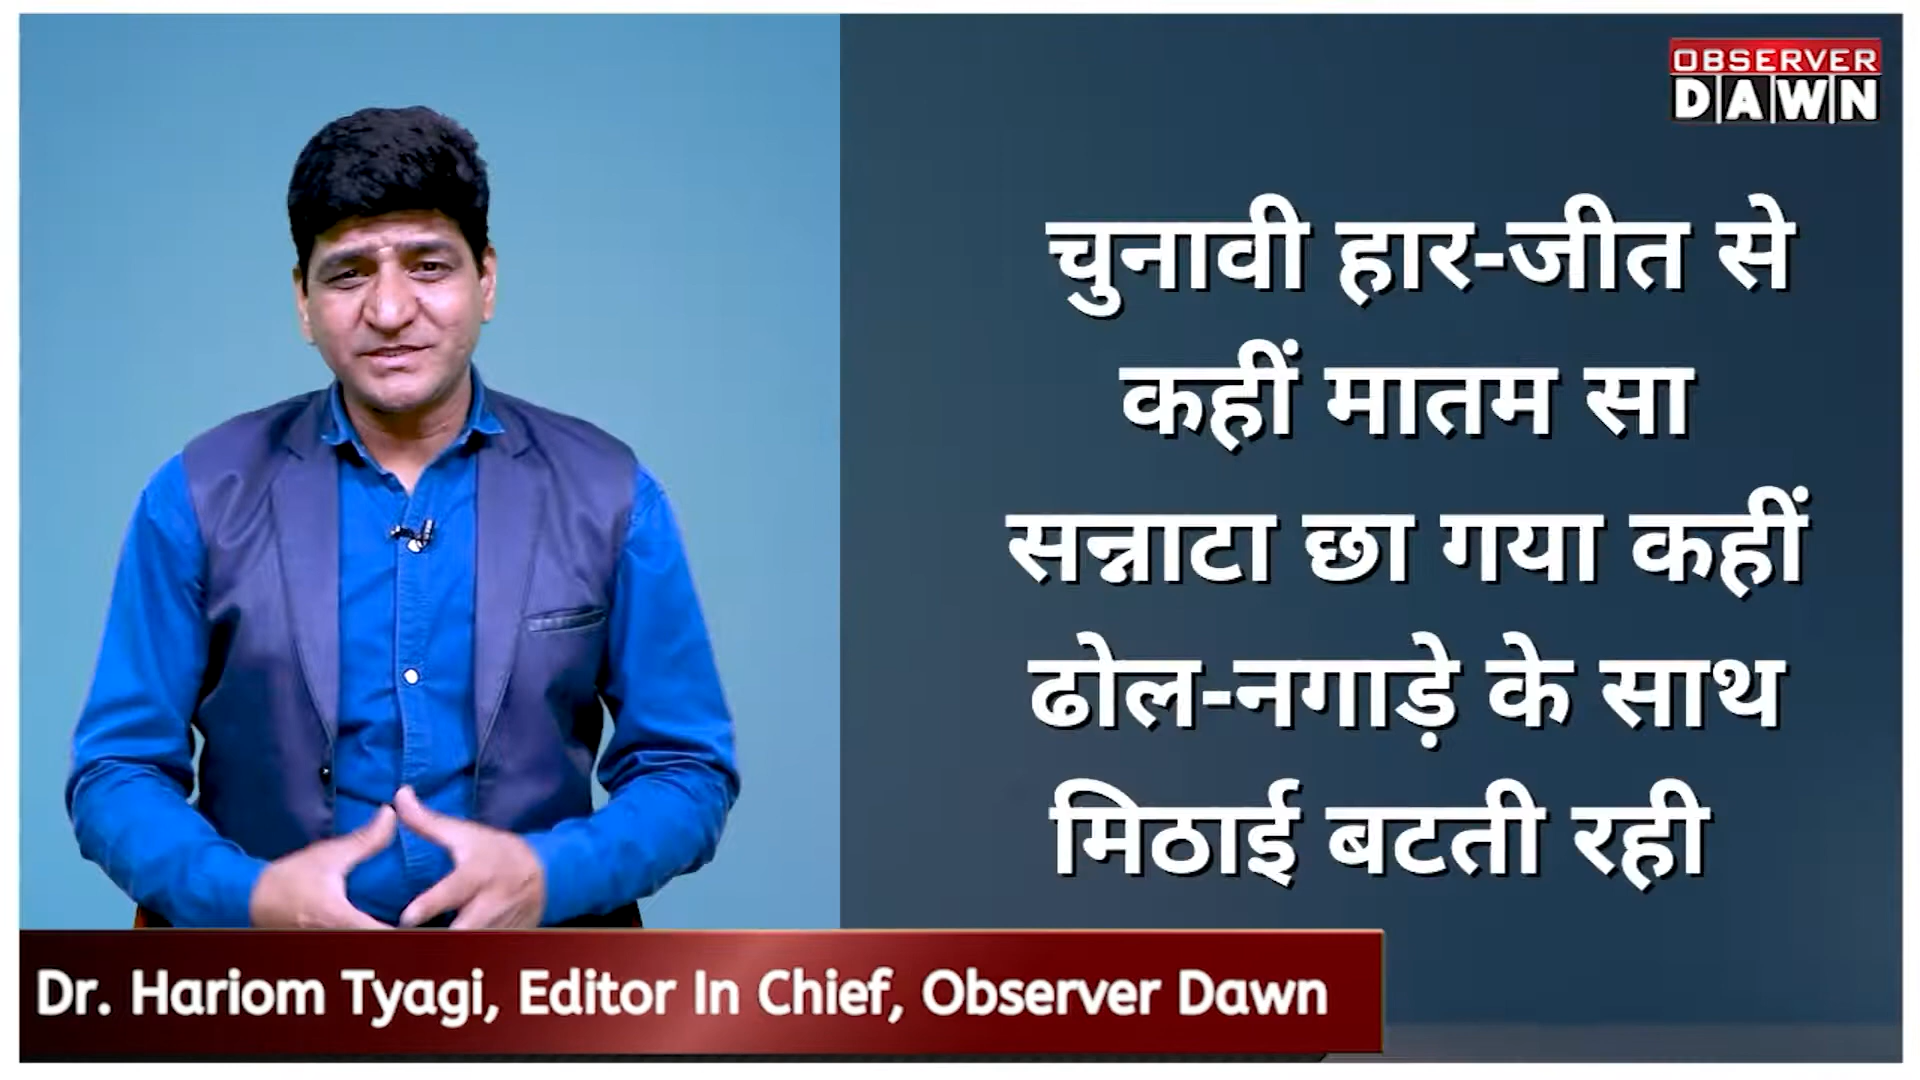 OBSERVER
DAWN
चुनावी हार-जीत से
कहीं मातम सा
सन्नाटा छा गया कहीं
ढोल-नगाड़े के साथ
मिठाई बटती रही
Dr. Hariom Tyagi, Editor In Chief, Observer Dawn